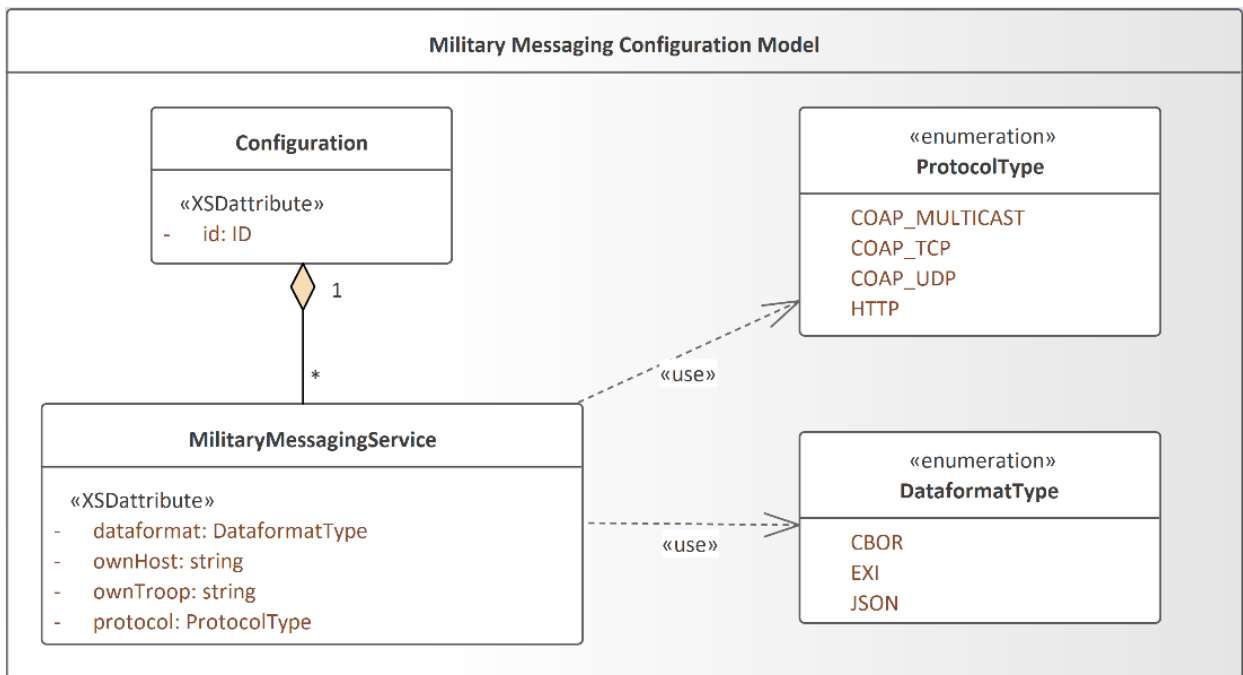 Military Messaging Configuration Model
Configuration
«XSDattribute»
- id: ID
1
*
MilitaryMessagingService
«XSDattribute»
- dataformat: DataformatType
- ownHost: string
- ownTroop: string
- protocol: ProtocolType
«use»
«use»
«enumeration»
ProtocolType
COAP_MULTICAST
COAP_TCP
COAP_UDP
HTTP
«enumeration»
DataformatType
CBOR
EXI
JSON